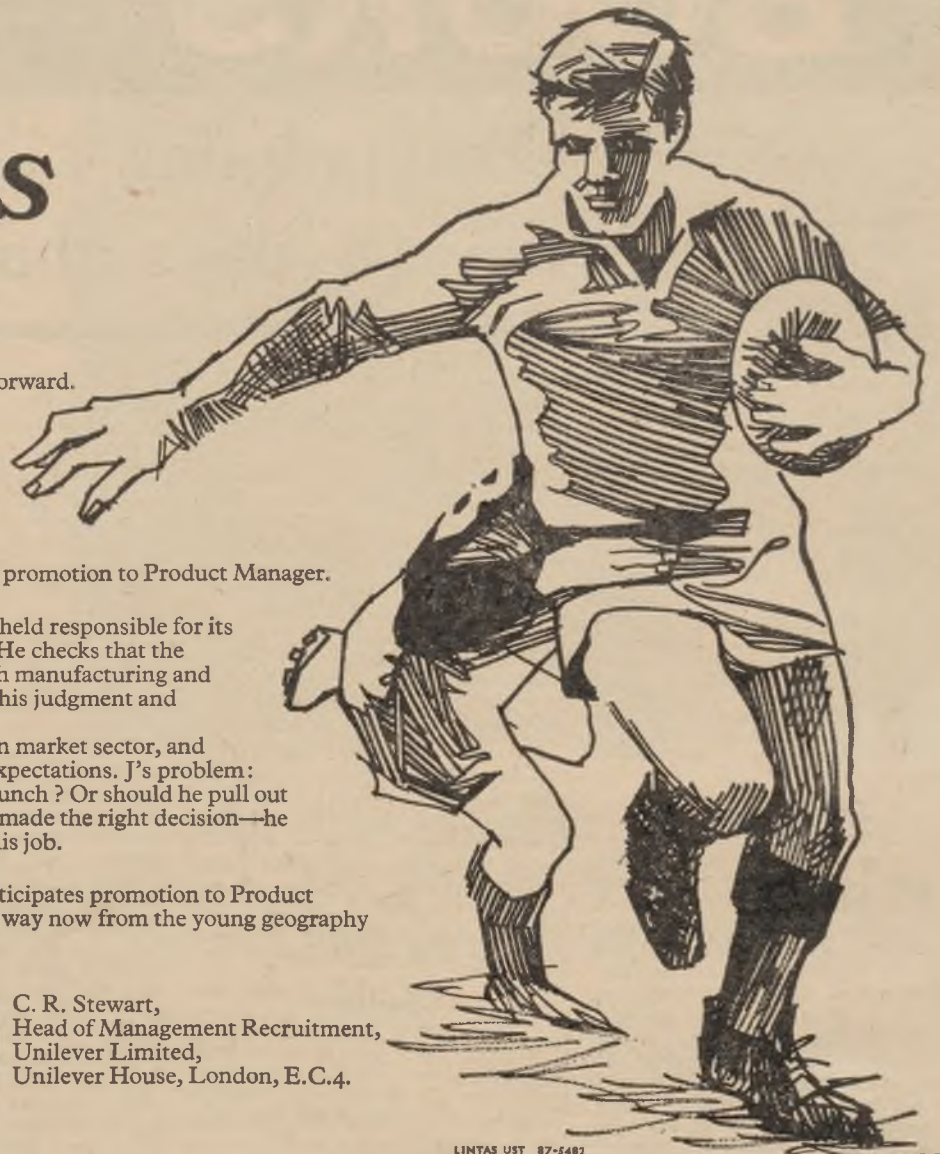 s
orward.
promotion to Product Manager.
held responsible for its
He checks that the
h manufacturing and
his judgment and
n market sector, and
xpectations. J's problem:
unch ? Or should he pull out
made the right decision—he
is job.
ticipates promotion to Product
way now from the young geography
C. R. Stewart,
Head of Management Recruitment,
Unilever Limited,
Unilever House, London, E.C.4.
LINTAS UST 87-5482